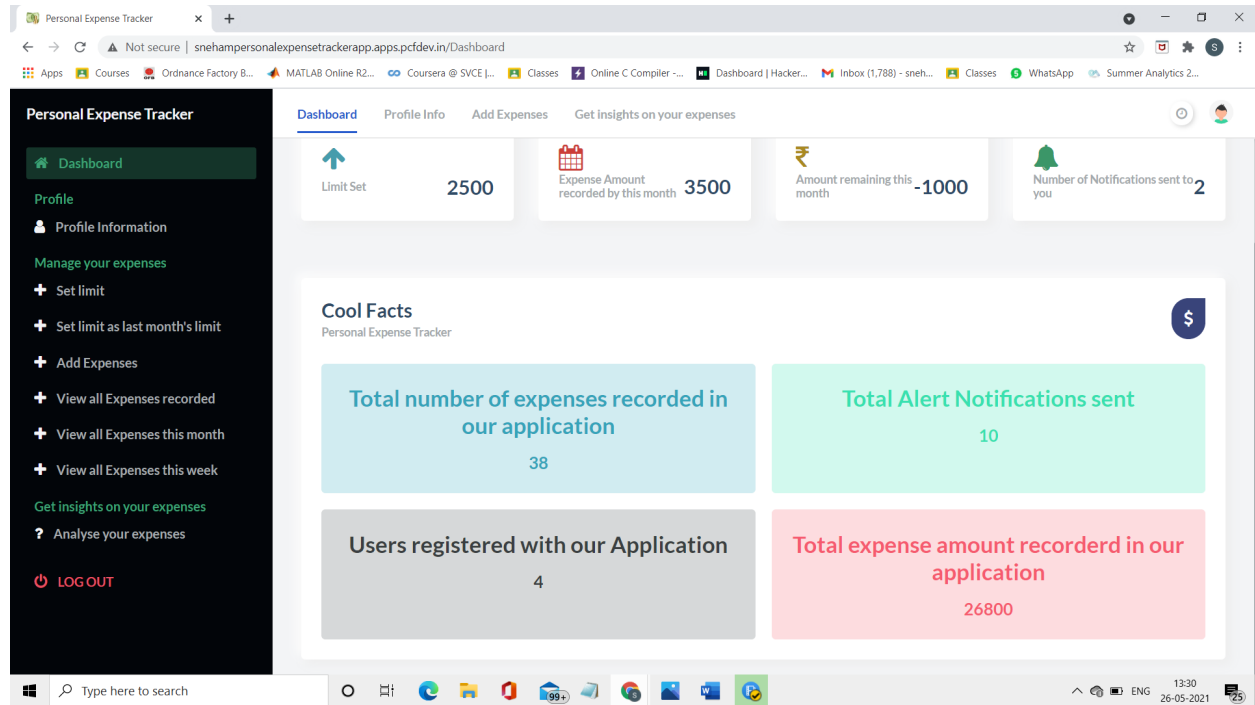 Personal Expense Tracker
Not secure | snehampersonalexpensetrackerapp.apps.pcfdev.in/Dashboard
S
Apps Courses Ordnance Factory B... MATLAB Online R2... Coursera @ SVCE |... Classes Online C Compiler -... Dashboard | Hacker... Inbox (1,788) - sneh... Classes WhatsApp Summer Analytics 2...
Personal Expense Tracker
Dashboard
Profile
Profile Information
Manage your expenses
Set limit
Set limit as last month's limit
Add Expenses
View all Expenses recorded
View all Expenses this month
View all Expenses this week
Get insights on your expenses
Analyse your expenses
LOG OUT
Dashboard Profile Info Add Expenses Get insights on your expenses
Limit Set 2500
Expense Amount
recorded by this month 3500
₹
Amount remaining this
month -1000
Number of Notifications sent to
you 2
Cool Facts
Personal Expense Tracker
$
Total number of expenses recorded in
our application
38
Total Alert Notifications sent
10
Users registered with our Application
4
Total expense amount recorderd in our
application
26800
Type here to search
99+
ENG
13:30
26-05-2021
25